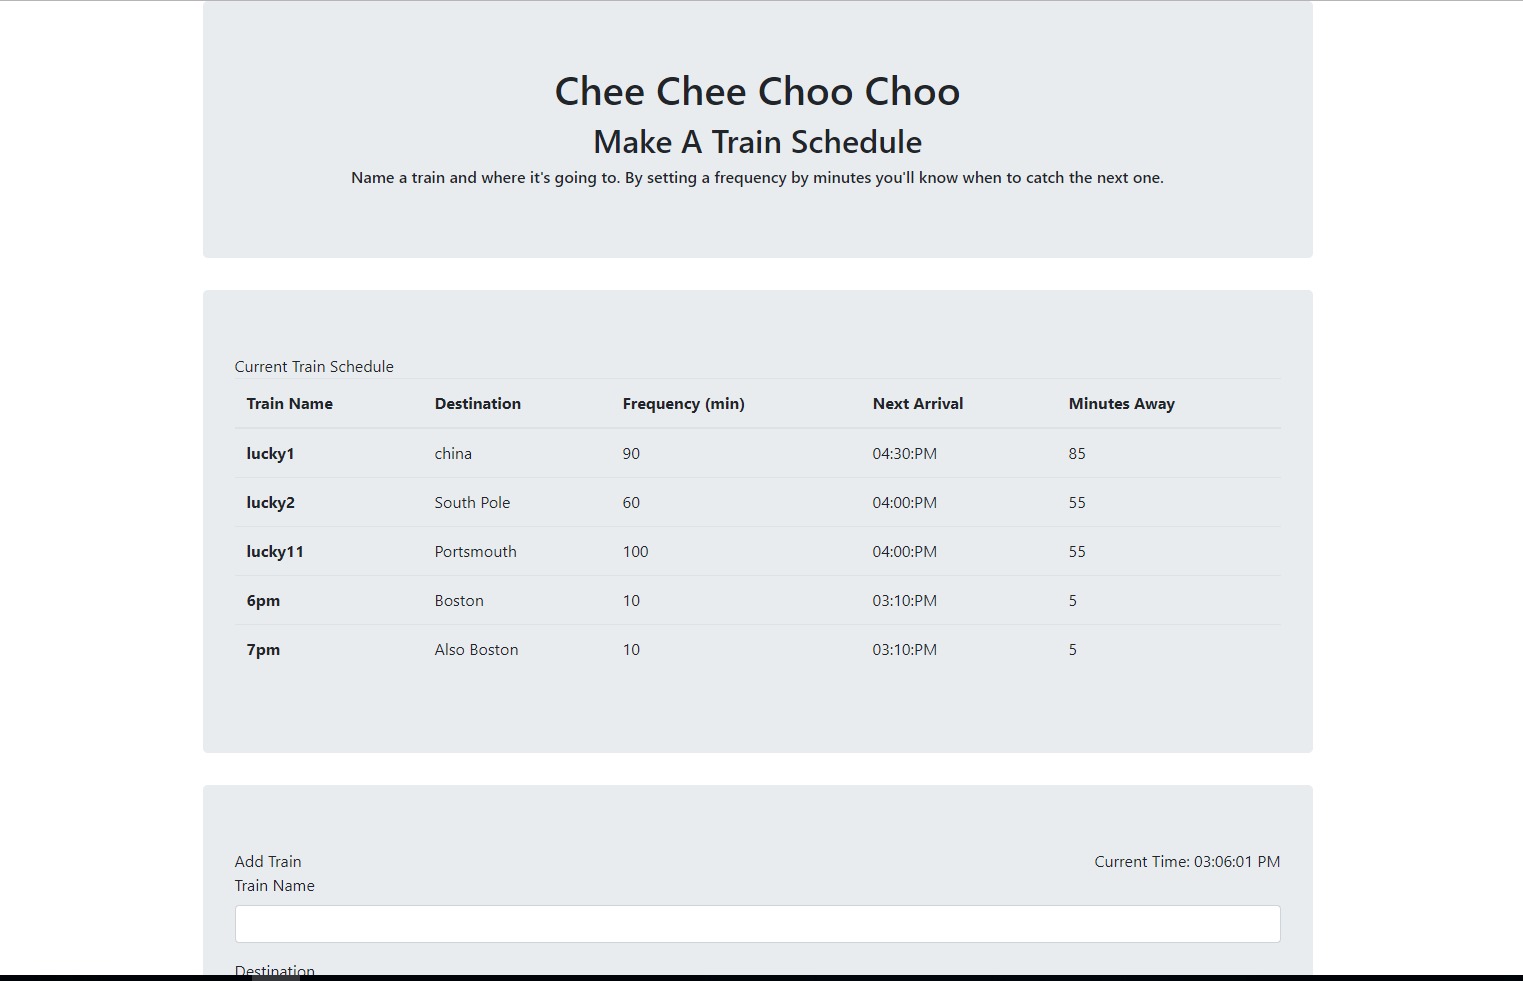 Chee Chee Choo Choo
Make A Train Schedule
Name a train and where it's going to. By setting a frequency by minutes you'll know when to catch the next one.
Current Train Schedule
Train Name Destination Frequency (min) Next Arrival Minutes Away
lucky1 china 90 04:30:PM 85
lucky2 South Pole 60 04:00:PM 55
lucky11 Portsmouth 100 04:00:PM 55
6pm Boston 10 03:10:PM 5
7pm Also Boston 10 03:10:PM 5
Add Train Current Time: 03:06:01 PM
Train Name
Destination